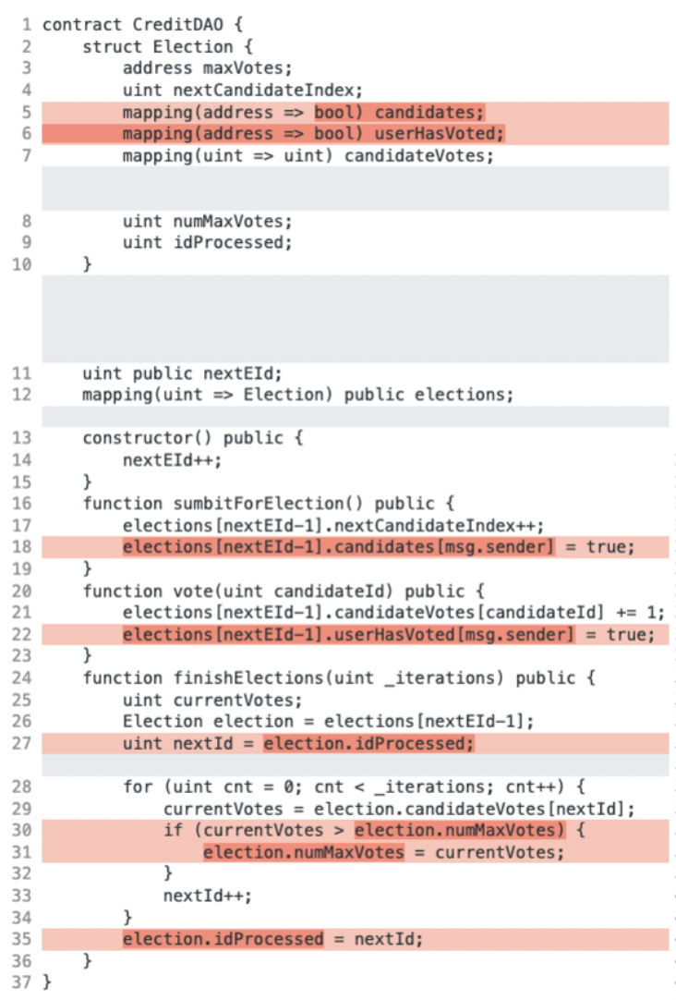 1 contract CreditDAO {
2 struct Election {
3 address maxVotes;
4 uint nextCandidateIndex;
5 mapping(address => bool) candidates;
6 mapping(address => bool) userHasVoted;
7 mapping(uint => uint) candidateVotes;
8 uint numMaxVotes;
9 uint idProcessed;
10 }
11 uint public nextEId;
12 mapping(uint => Election) public elections;
13 constructor() public {
14 nextEId++;
15 }
16 function sumbitForElection() public {
17 elections[nextEId-1].nextCandidateIndex++;
18 elections[nextEId-1].candidates[msg.sender] = true;
19 }
20 function vote(uint candidateId) public {
21 elections[nextEId-1].candidateVotes[candidateId] += 1;
22 elections[nextEId-1].userHasVoted[msg.sender] = true;
23 }
24 function finishElections(uint _iterations) public {
25 uint currentVotes;
26 Election election = elections[nextEId-1];
27 uint nextId = election.idProcessed;
28 for (uint cnt = 0; cnt < _iterations; cnt++) {
29 currentVotes = election.candidateVotes[nextId];
30 if (currentVotes > election.numMaxVotes) {
31 election.numMaxVotes = currentVotes;
32 }
33 nextId++;
34 }
35 election.idProcessed = nextId;
36 }
37 }